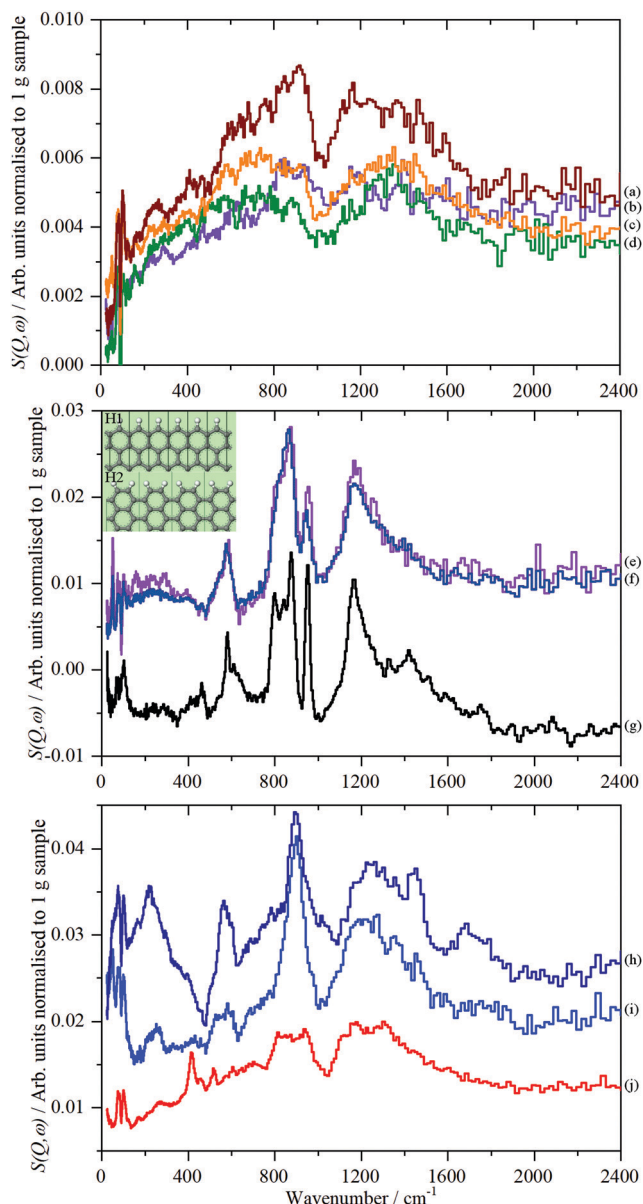 0.010
0.008
0.006
0.004
0.002
0.000
S(Q,ω) / Arb. units normalised to 1 g sample
(a)
(b)
(c)
(d)
0 400 800 1200 1600 2000 2400
0.03
0.02
0.01
0.00
-0.01
S(Q,ω) / Arb. units normalised to 1 g sample
H1
H2
(e)
(f)
(g)
0 400 800 1200 1600 2000 2400
0.04
0.03
0.02
0.01
S(Q,ω) / Arb. units normalised to 1 g sample
(h)
(i)
(j)
0 400 800 1200 1600 2000 2400
Wavenumber / cm-1